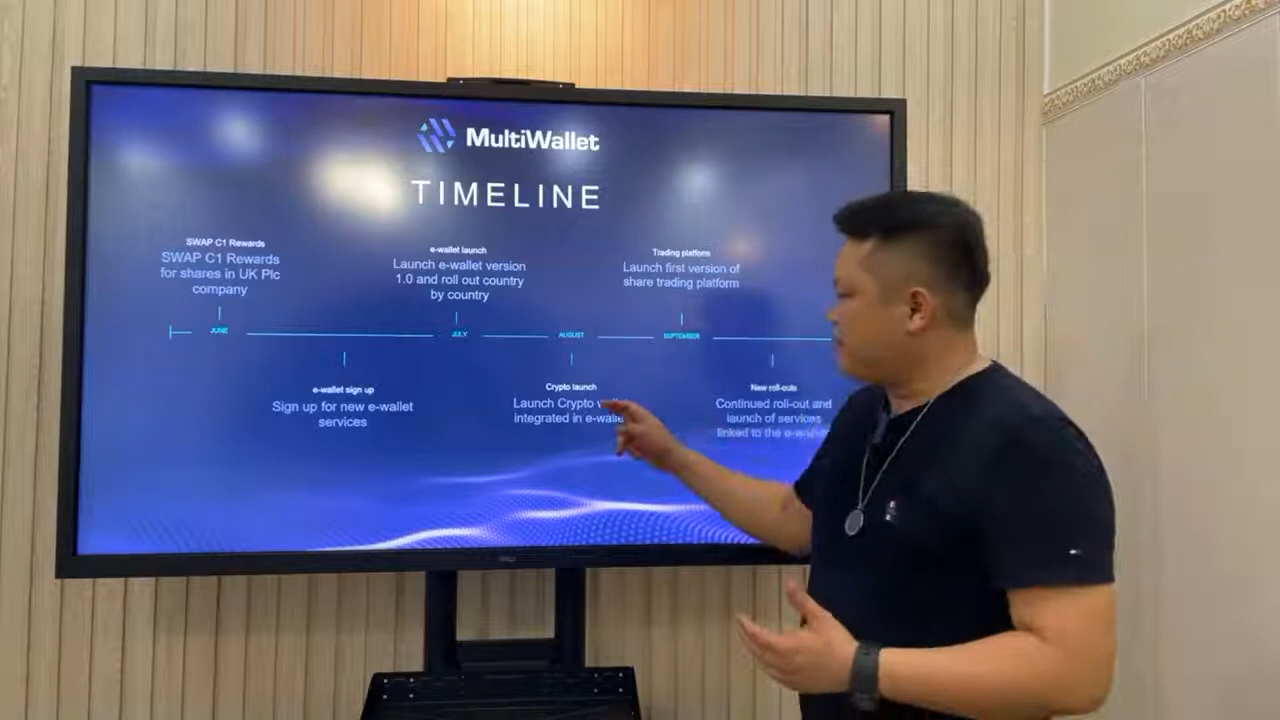 MultiWallet
TIMELINE
SWAP C1 Rewards
SWAP C1 Rewards
for shares in UK Plc
company
e-wallet launch
Launch e-wallet version
1.0 and roll out country
by country
Trading platform
Launch first version of
share trading platform
JUNE
JULY
AUGUST
SEPTEMBER
e-wallet sign up
Sign up for new e-wallet
services
Crypto launch
Launch Crypto
integrated in
New roll-outs
Continued roll-out and
launch of services
linked to the